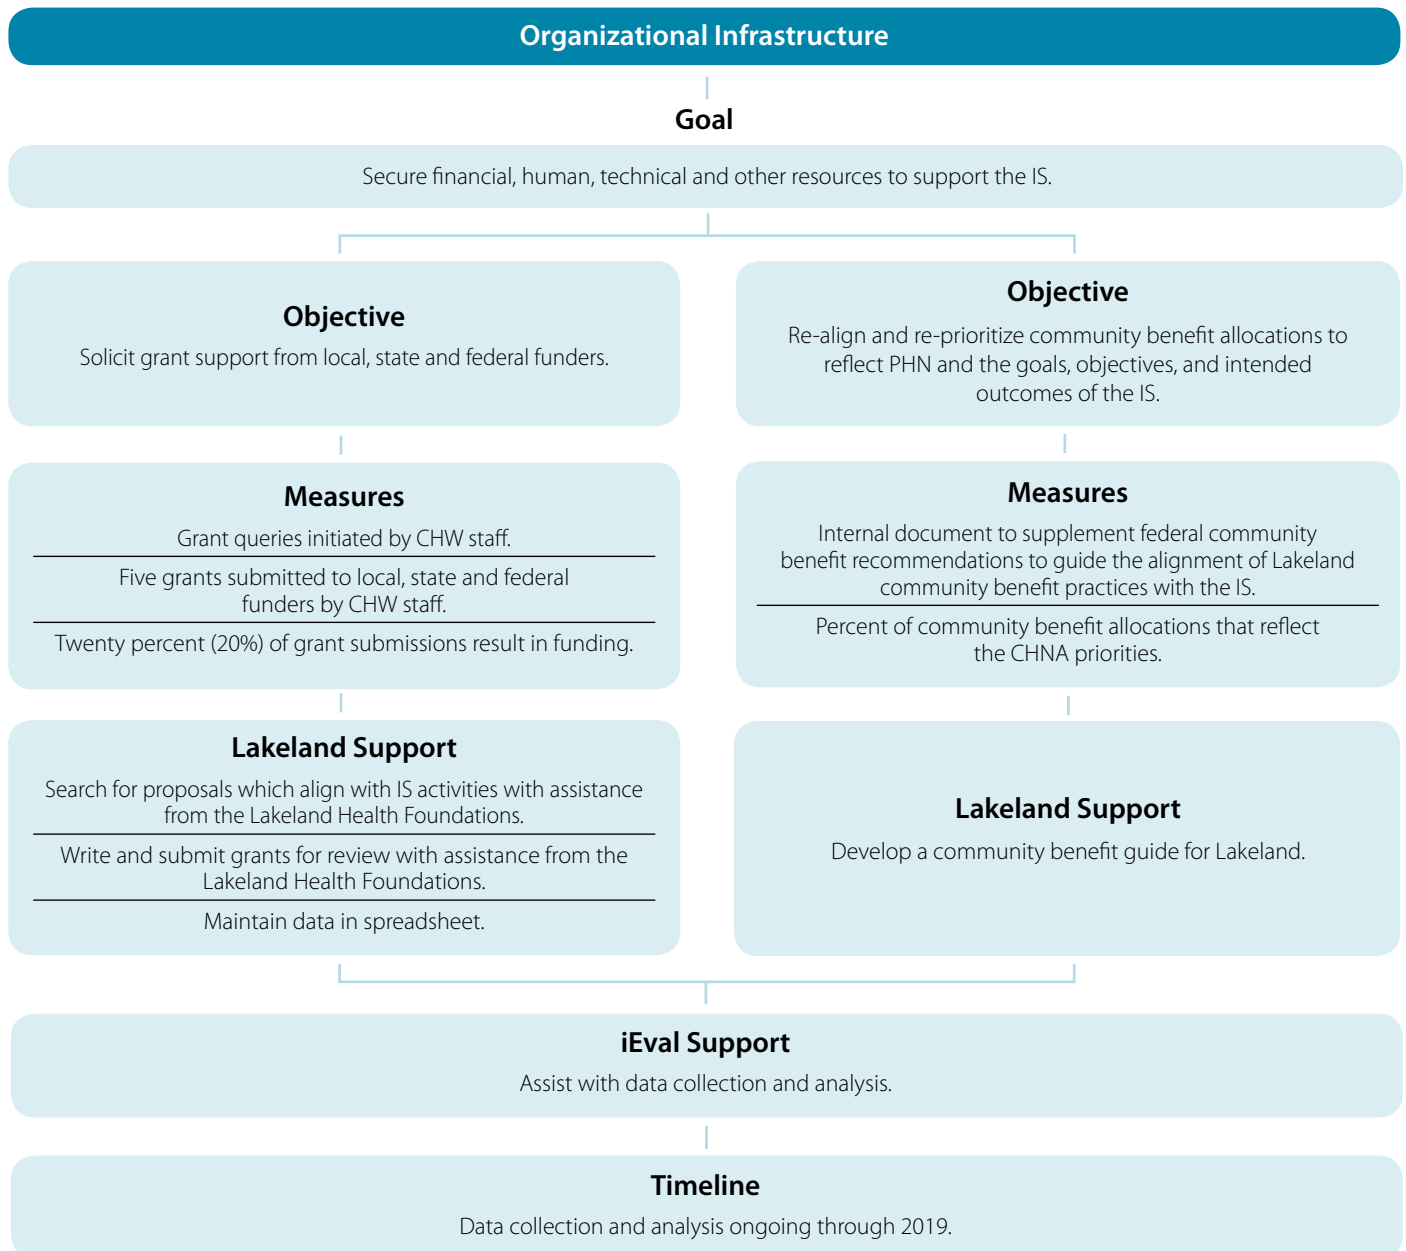 Organizational Infrastructure
Goal
Secure financial, human, technical and other resources to support the IS.
Objective
Solicit grant support from local, state and federal funders.
Objective
Re-align and re-prioritize community benefit allocations to
reflect PHN and the goals, objectives, and intended
outcomes of the IS.
Measures
Grant queries initiated by CHW staff.
Five grants submitted to local, state and federal
funders by CHW staff.
Twenty percent (20%) of grant submissions result in funding.
Measures
Internal document to supplement federal community
benefit recommendations to guide the alignment of Lakeland
community benefit practices with the IS.
Percent of community benefit allocations that reflect
the CHNA priorities.
Lakeland Support
Search for proposals which align with IS activities with assistance
from the Lakeland Health Foundations.
Write and submit grants for review with assistance from the
Lakeland Health Foundations.
Maintain data in spreadsheet.
Lakeland Support
Develop a community benefit guide for Lakeland.
iEval Support
Assist with data collection and analysis.
Timeline
Data collection and analysis ongoing through 2019.